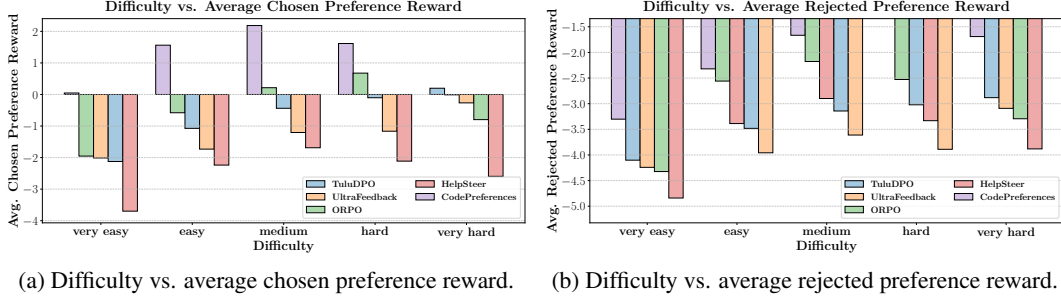 Difficulty vs. Average Chosen Preference Reward
Avg. Chosen Preference Reward
2
1
0
−1
−2
−3
−4
very easy
easy
medium
hard
very hard
Difficulty
TuluDPO
UltraFeedback
ORPO
HelpSteer
CodePreferences
(a) Difficulty vs. average chosen preference reward.
Difficulty vs. Average Rejected Preference Reward
Avg. Rejected Preference Reward
−1.5
−2.0
−2.5
−3.0
−3.5
−4.0
−4.5
−5.0
very easy
easy
medium
hard
very hard
Difficulty
TuluDPO
UltraFeedback
ORPO
HelpSteer
CodePreferences
(b) Difficulty vs. average rejected preference reward.